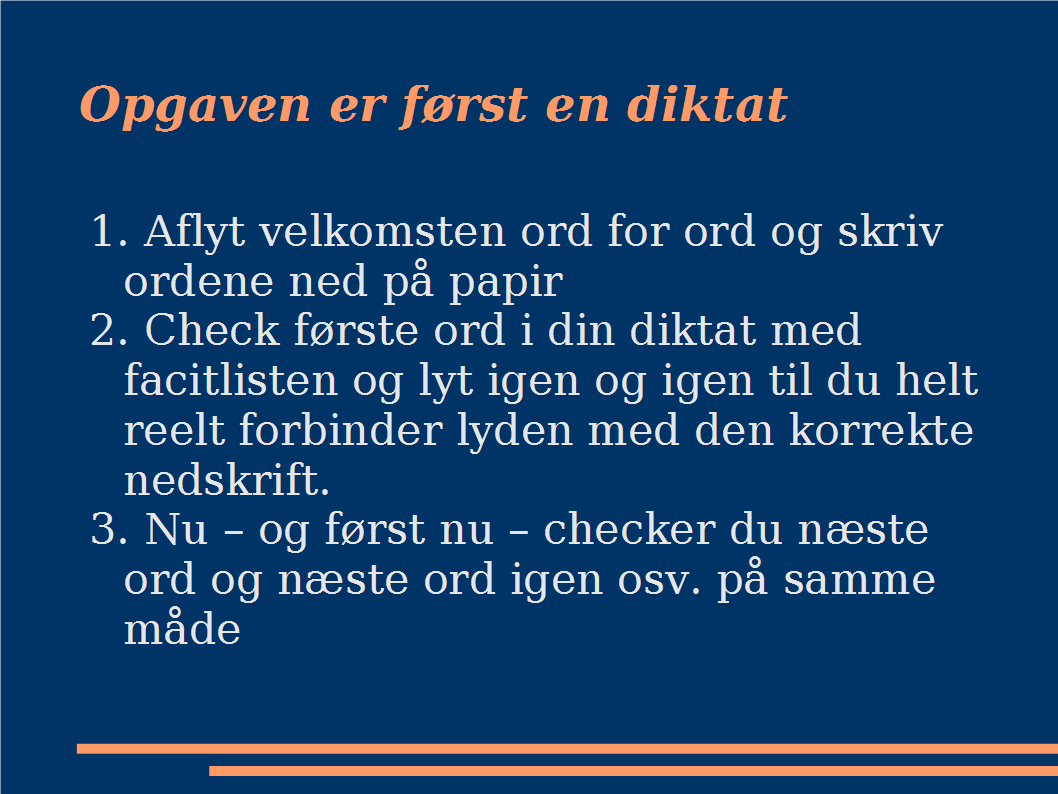 Opgaven er først en diktat
1. Aflyt velkomsten ord for ord og skriv
ordene ned på papir
2. Check første ord i din diktat med
facitlisten og lyt igen og igen til du helt
reelt forbinder lyden med den korrekte
nedskrift.
3. Nu – og først nu – checker du næste
ord og næste ord igen osv. på samme
måde